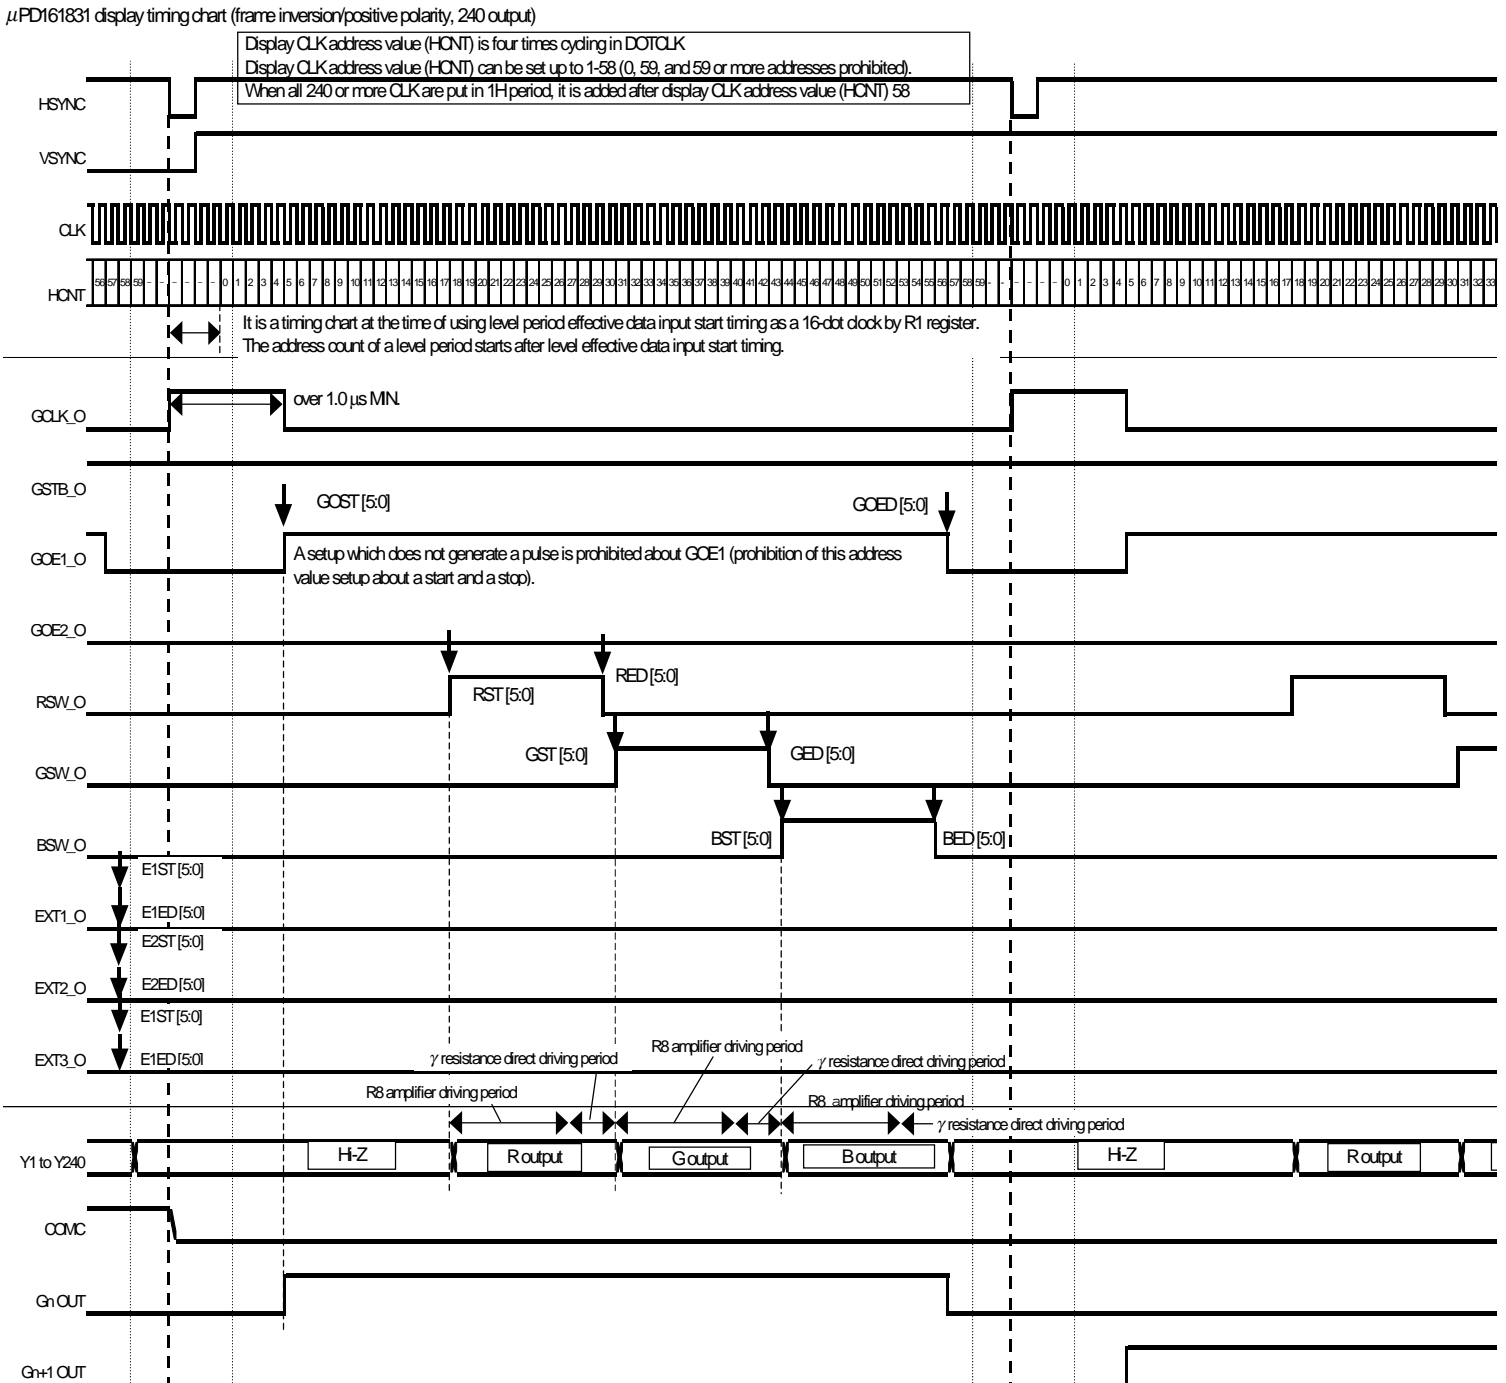 μPD161831 display timing chart (frame inversion/positive polarity, 240 output)
Display CLK address value (HCNT) is four times cycling in DOTCLK
Display CLK address value (HCNT) can be set up to 1-58 (0, 59, and 59 or more addresses prohibited).
When all 240 or more CLK are put in 1H period, it is added after display CLK address value (HCNT) 58
HSYNC
VSYNC
CLK
HCNT 56 57 58 59 - - - - - - 0 1 2 3 4 5 6 7 8 9 10 11 12 13 14 15 16 17 18 19 20 21 22 23 24 25 26 27 28 29 30 31 32 33 34 35 36 37 38 39 40 41 42 43 44 45 46 47 48 49 50 51 52 53 54 55 56 57 58 59 - - - - - - 0 1 2 3 4 5 6 7 8 9 10 11 12 13 14 15 16 17 18 19 20 21 22 23 24 25 26 27 28 29 30 31 32 33
It is a timing chart at the time of using level period effective data input start timing as a 16-dot clock by R1 register.
The address count of a level period starts after level effective data input start timing.
over 1.0 μs MIN.
GCLK_O
GSTB_O
GOST [5:0]
GOED [5:0]
GOE1_O
A setup which does not generate a pulse is prohibited about GOE1 (prohibition of this address
value setup about a start and a stop).
GOE2_O
RED [5:0]
RSW_O
RST [5:0]
GST [5:0]
GED [5:0]
GSW_O
BST [5:0]
BED [5:0]
BSW_O
E1ST [5:0]
EXT1_O
E1ED [5:0]
E2ST [5:0]
EXT2_O
E2ED [5:0]
E1ST [5:0]
EXT3_O
E1ED [5:0]
R8 amplifier driving period
γ resistance direct driving period
γ resistance direct driving period
R8 amplifier driving period
R8 amplifier driving period
γ resistance direct driving period
Y1 to Y240
Hi-Z
R output
G output
B output
Hi-Z
R output
COMC
Gn OUT
Gn+1 OUT